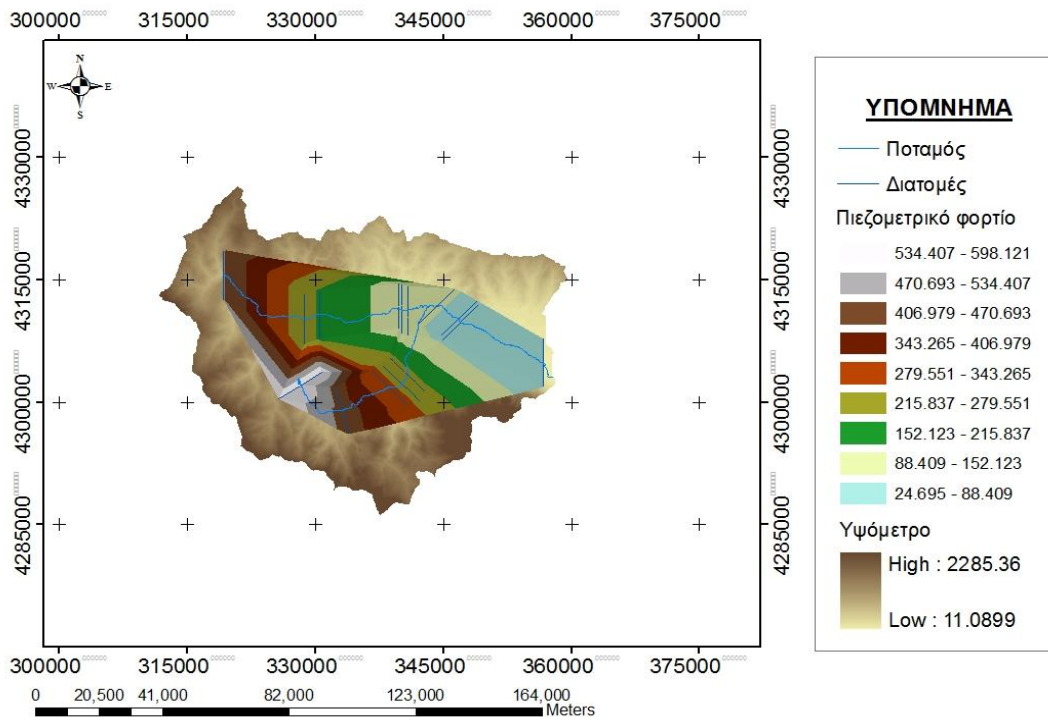 300000 315000 330000 345000 360000 375000
N
W E
S
4330000 4330000
4315000 4315000
4300000 4300000
4285000 4285000
300000 315000 330000 345000 360000 375000
0 20,500 41,000 82,000 123,000 164,000
Meters
ΥΠΟΜΝΗΜΑ
Ποταμός
Διατομές
Πιεζομετρικό φορτίο
534.407 - 598.121
470.693 - 534.407
406.979 - 470.693
343.265 - 406.979
279.551 - 343.265
215.837 - 279.551
152.123 - 215.837
88.409 - 152.123
24.695 - 88.409
Υψόμετρο
High : 2285.36
Low : 11.0899